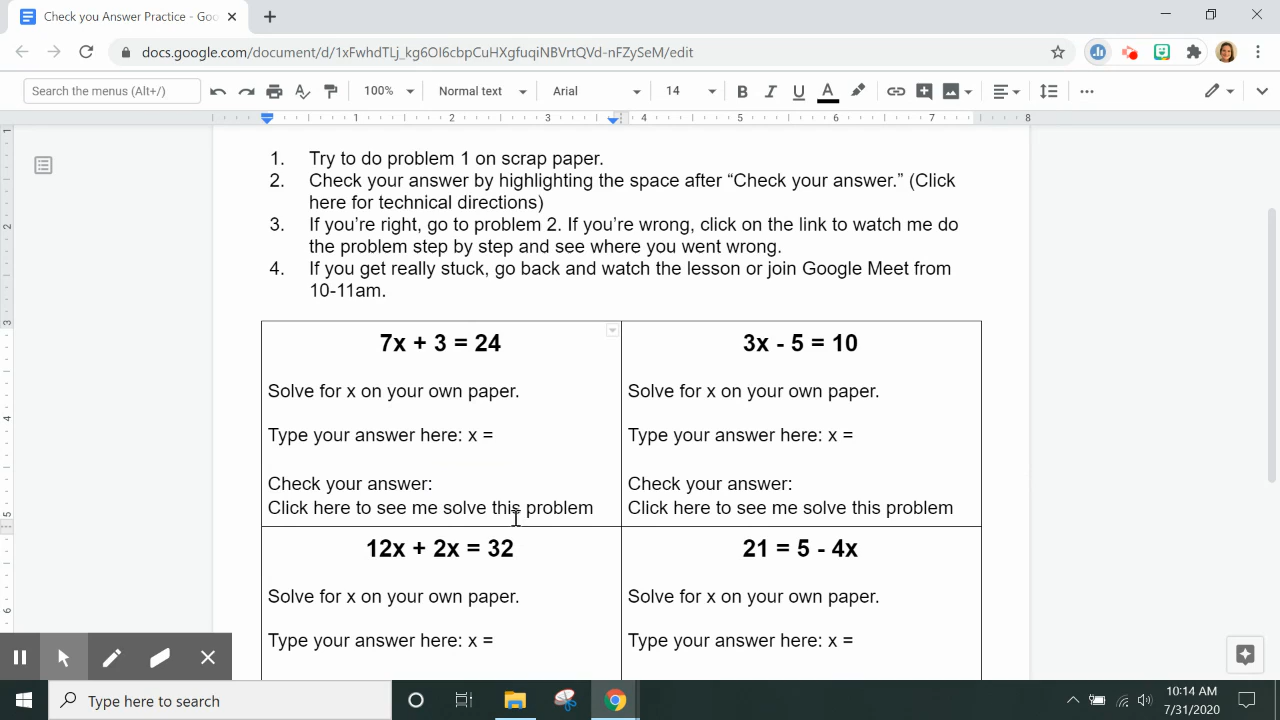 Check you Answer Practice - Goo
docs.google.com/document/d/1xFwhdTLj_kg6OI6cbpCuHXgfuqiNBVrtQVd-nFZySeM/edit
Search the menus (Alt+/)
100%
Normal text
Arial
14
B I U A
1 2 3 4 5 6 7 8
1. Try to do problem 1 on scrap paper.
2. Check your answer by highlighting the space after “Check your answer.” (Click
here for technical directions)
3. If you’re right, go to problem 2. If you’re wrong, click on the link to watch me do
the problem step by step and see where you went wrong.
4. If you get really stuck, go back and watch the lesson or join Google Meet from
10-11am.
7x + 3 = 24
Solve for x on your own paper.
Type your answer here: x =
Check your answer:
Click here to see me solve this problem
3x - 5 = 10
Solve for x on your own paper.
Type your answer here: x =
Check your answer:
Click here to see me solve this problem
12x + 2x = 32
Solve for x on your own paper.
Type your answer here: x =
21 = 5 - 4x
Solve for x on your own paper.
Type your answer here: x =
Type here to search
10:14 AM
7/31/2020